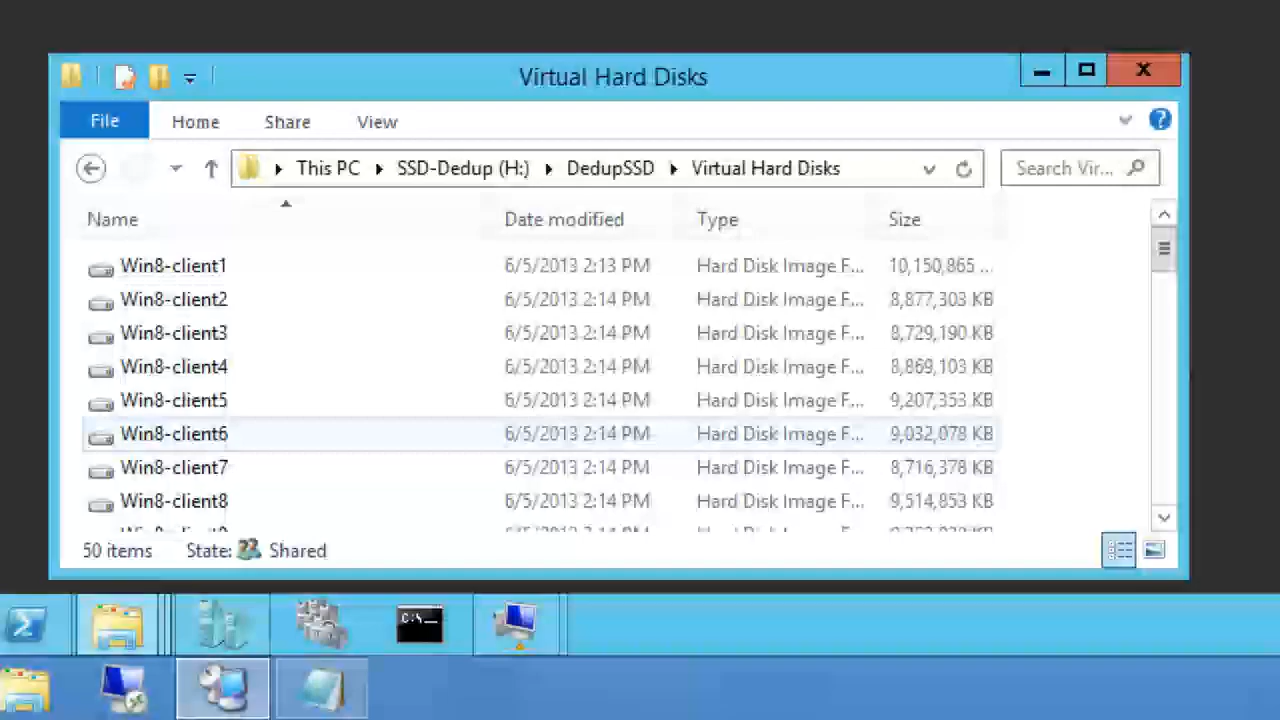 Virtual Hard Disks
File Home Share View
This PC SSD-Dedup (H:) DedupSSD Virtual Hard Disks Search Vir...
Name Date modified Type Size
Win8-client1 6/5/2013 2:13 PM Hard Disk Image F... 10,150,865 ...
Win8-client2 6/5/2013 2:14 PM Hard Disk Image F... 8,877,303 KB
Win8-client3 6/5/2013 2:14 PM Hard Disk Image F... 8,729,190 KB
Win8-client4 6/5/2013 2:14 PM Hard Disk Image F... 8,869,103 KB
Win8-client5 6/5/2013 2:14 PM Hard Disk Image F... 9,207,353 KB
Win8-client6 6/5/2013 2:14 PM Hard Disk Image F... 9,032,078 KB
Win8-client7 6/5/2013 2:14 PM Hard Disk Image F... 8,716,378 KB
Win8-client8 6/5/2013 2:14 PM Hard Disk Image F... 9,514,853 KB
50 items State: Shared
C:\_